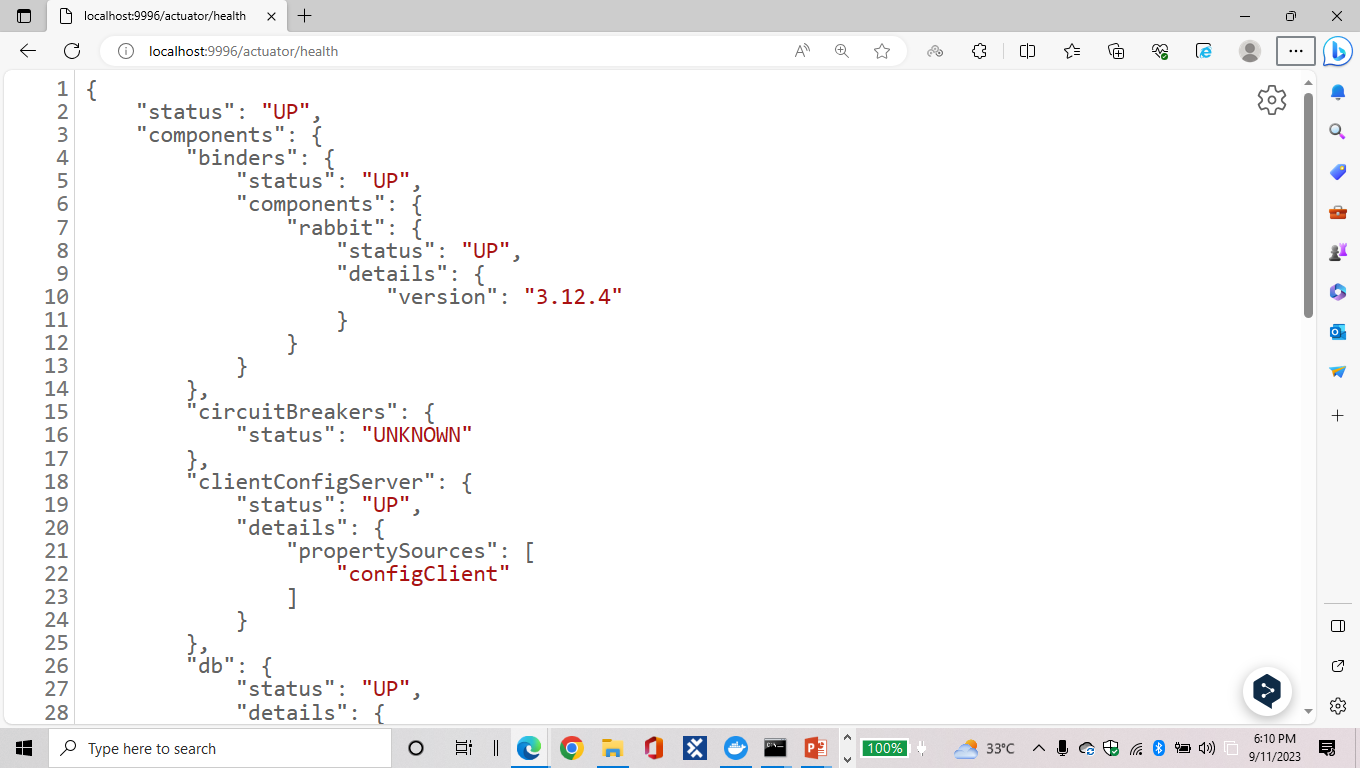 localhost:9996/actuator/health
localhost:9996/actuator/health
1 {
2 "status": "UP",
3 "components": {
4 "binders": {
5 "status": "UP",
6 "components": {
7 "rabbit": {
8 "status": "UP",
9 "details": {
10 "version": "3.12.4"
11 }
12 }
13 }
14 },
15 "circuitBreakers": {
16 "status": "UNKNOWN"
17 },
18 "clientConfigServer": {
19 "status": "UP",
20 "details": {
21 "propertySources": [
22 "configClient"
23 ]
24 }
25 },
26 "db": {
27 "status": "UP",
28 "details": {
Type here to search
100%
33°C
6:10 PM
9/11/2023